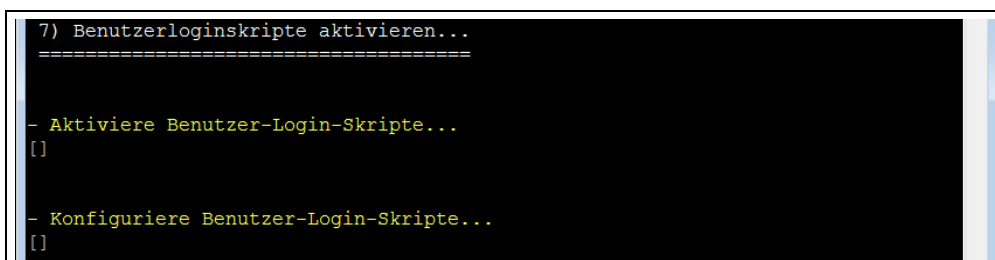 7) Benutzerloginskripte aktivieren...
=====================================
- Aktiviere Benutzer-Login-Skripte...
[]
- Konfiguriere Benutzer-Login-Skripte...
[]